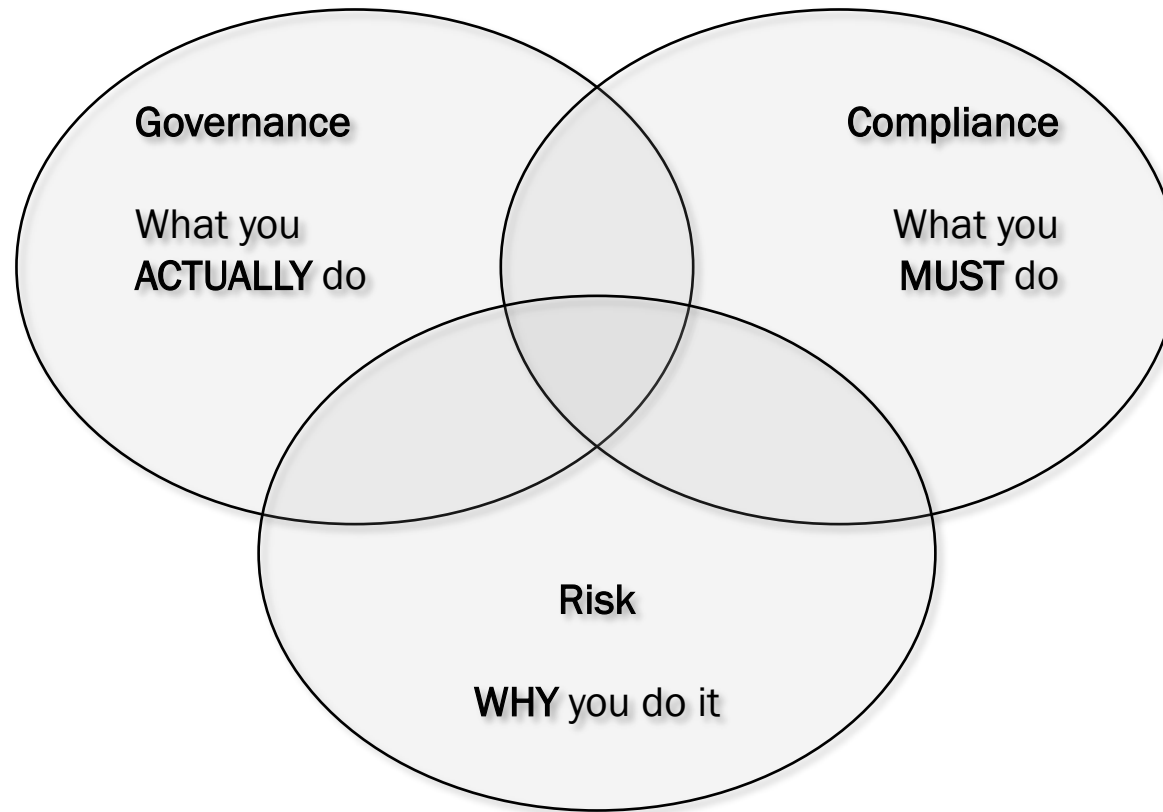 Governance
What you
ACTUALLY do
Compliance
What you
MUST do
Risk
WHY you do it